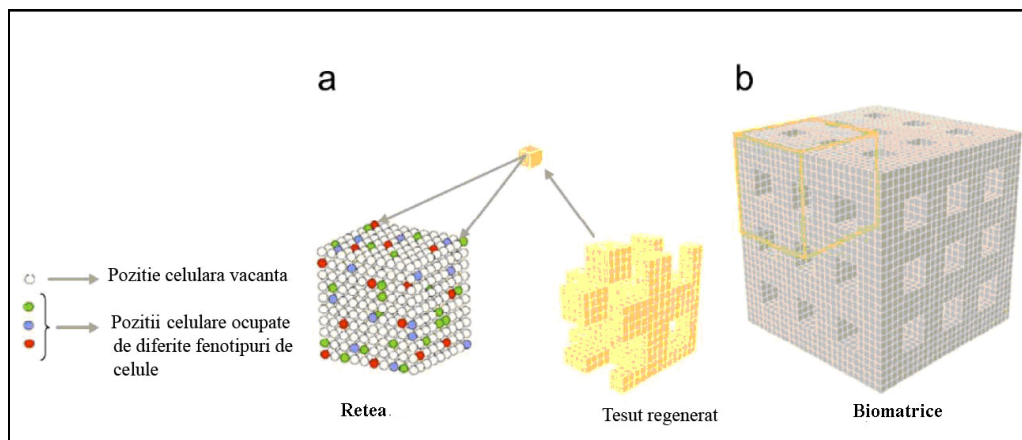 a
b
Pozitie celulara vacanta
Pozitii celulare ocupate
de diferite fenotipuri de
celule
Retea
Tesut regenerat
Biomatrice